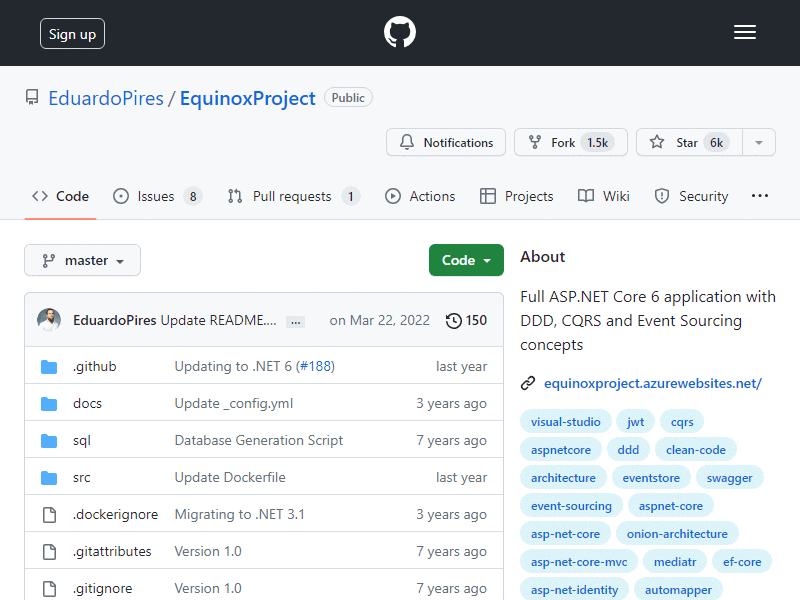 Sign up
EduardoPires / EquinoxProject Public
Notifications Fork 1.5k Star 6k
Code Issues 8 Pull requests 1 Actions Projects Wiki Security ...
master Code
EduardoPires Update README.... ... on Mar 22, 2022 150
.github Updating to .NET 6 (#188) last year
docs Update _config.yml 3 years ago
sql Database Generation Script 7 years ago
src Update Dockerfile last year
.dockerignore Migrating to .NET 3.1 3 years ago
.gitattributes Version 1.0 7 years ago
.gitignore Version 1.0 7 years ago
About
Full ASP.NET Core 6 application with
DDD, CQRS and Event Sourcing
concepts
equinoxproject.azurewebsites.net/
visual-studio jwt cqrs
aspnetcore ddd clean-code
architecture eventstore swagger
event-sourcing aspnet-core
asp-net-core onion-architecture
asp-net-core-mvc mediatr ef-core
asp-net-identity automapper